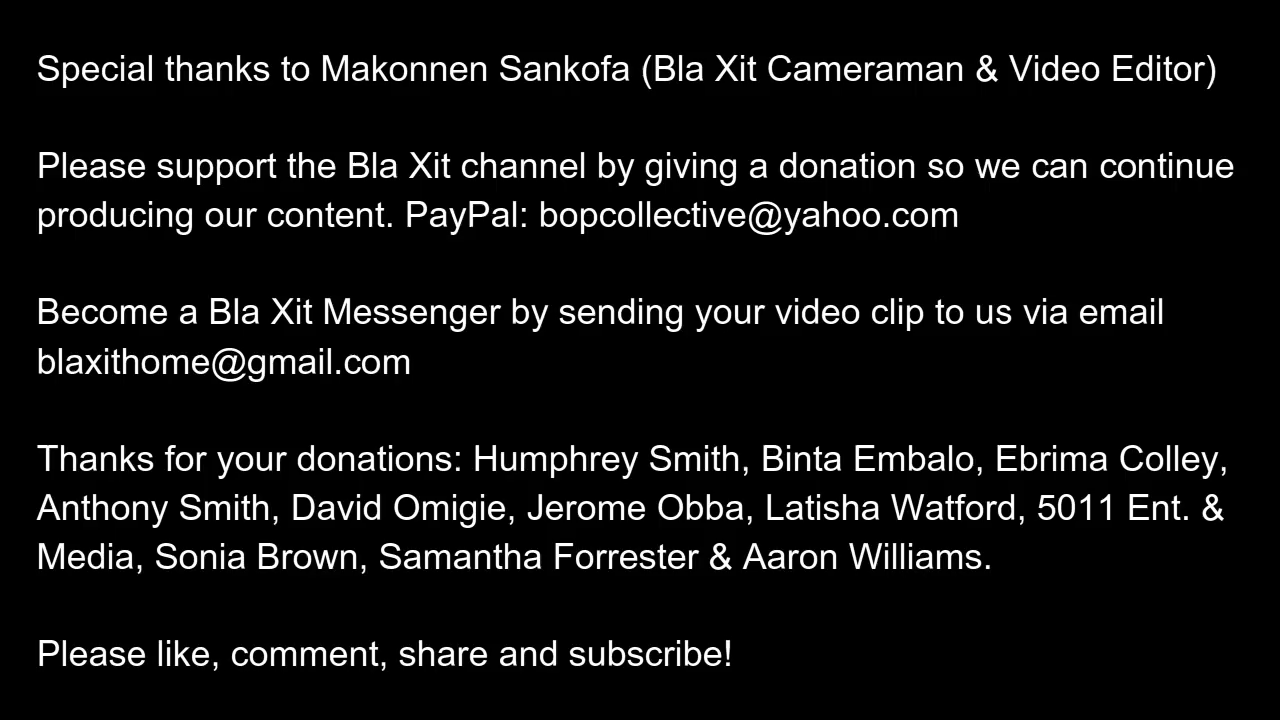 Special thanks to Makonnen Sankofa (Bla Xit Cameraman & Video Editor)
Please support the Bla Xit channel by giving a donation so we can continue
producing our content. PayPal: bopcollective@yahoo.com
Become a Bla Xit Messenger by sending your video clip to us via email
blaxithome@gmail.com
Thanks for your donations: Humphrey Smith, Binta Embalo, Ebrima Colley,
Anthony Smith, David Omigie, Jerome Obba, Latisha Watford, 5011 Ent. &
Media, Sonia Brown, Samantha Forrester & Aaron Williams.
Please like, comment, share and subscribe!